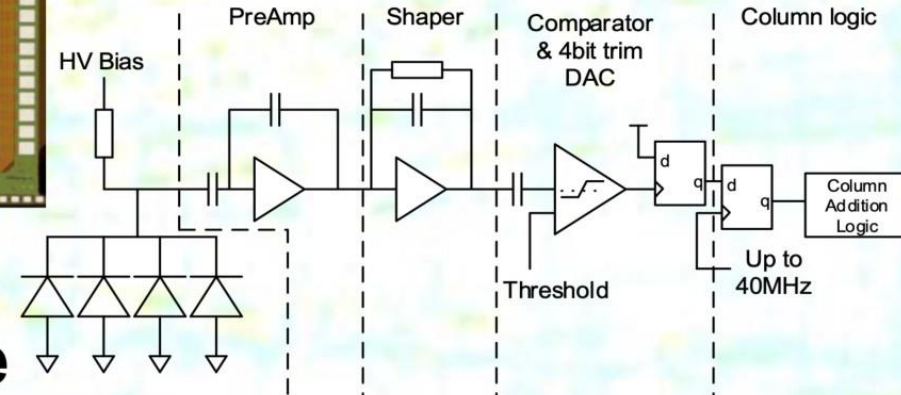 PreAmp
Shaper
Comparator
& 4bit trim
DAC
Column logic
HV Bias
d
q
d
q
Column
Addition
Logic
Threshold
Up to
40MHz
e